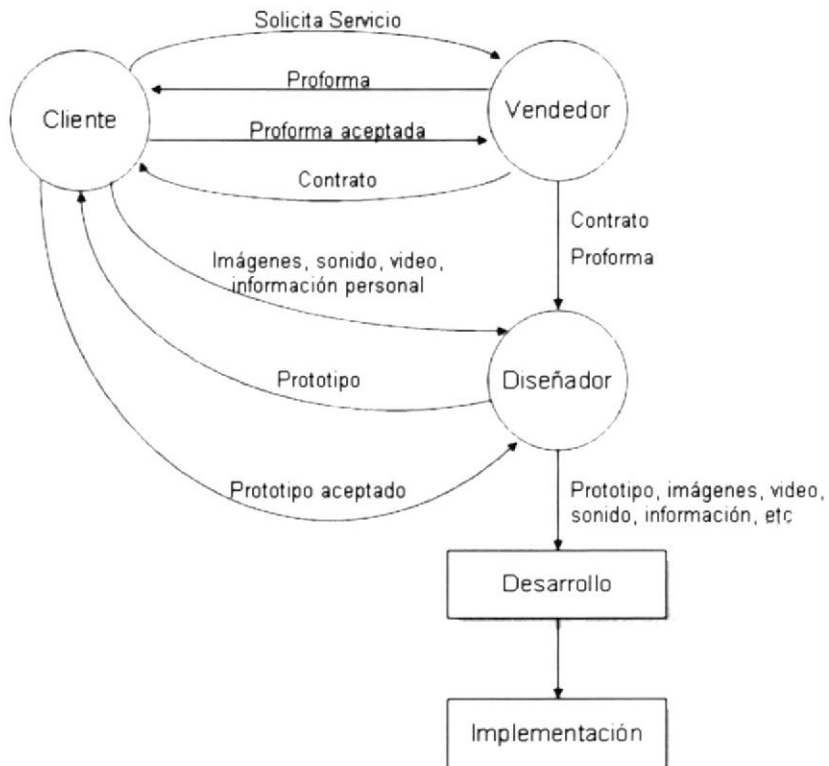 Solicita Servicio
Cliente
Proforma
Vendedor
Proforma aceptada
Contrato
Contrato
Proforma
Imágenes, sonido, video,
información personal
Prototipo
Diseñador
Prototipo aceptado
Prototipo, imágenes, video,
sonido, información, etc
Desarrollo
Implementación